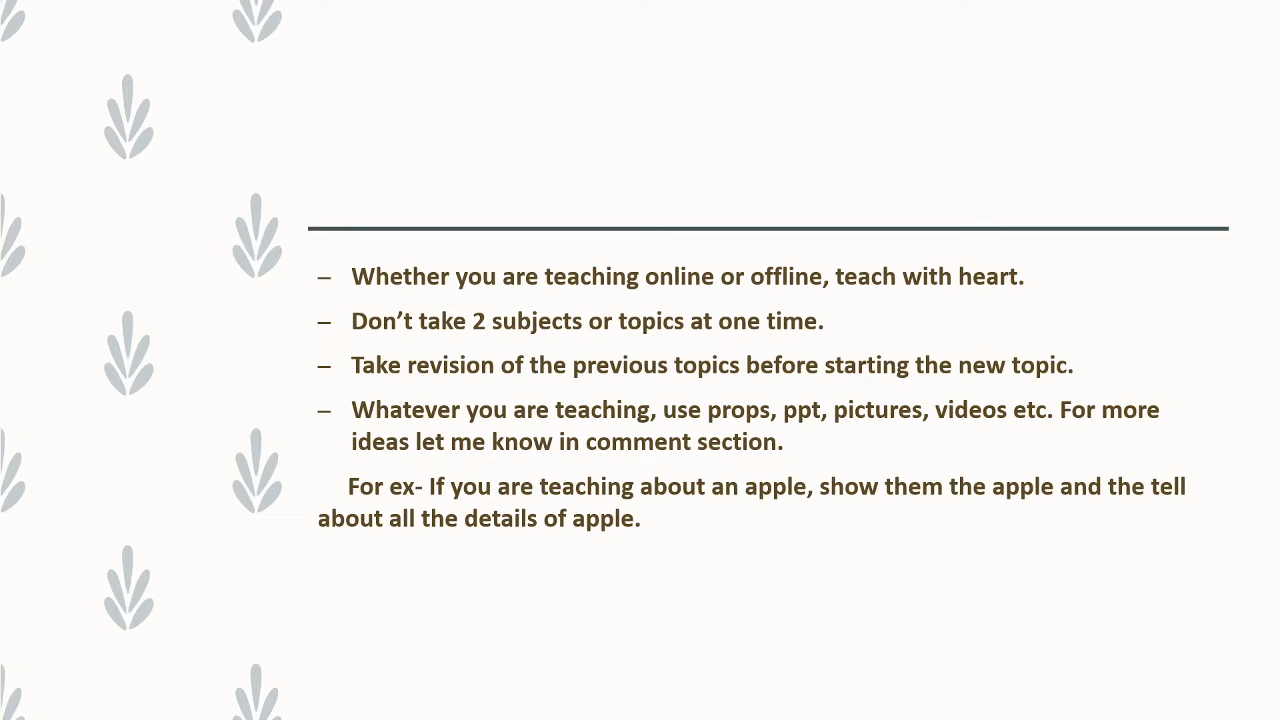 – Whether you are teaching online or offline, teach with heart.
– Don’t take 2 subjects or topics at one time.
– Take revision of the previous topics before starting the new topic.
– Whatever you are teaching, use props, ppt, pictures, videos etc. For more
ideas let me know in comment section.
For ex- If you are teaching about an apple, show them the apple and the tell
about all the details of apple.